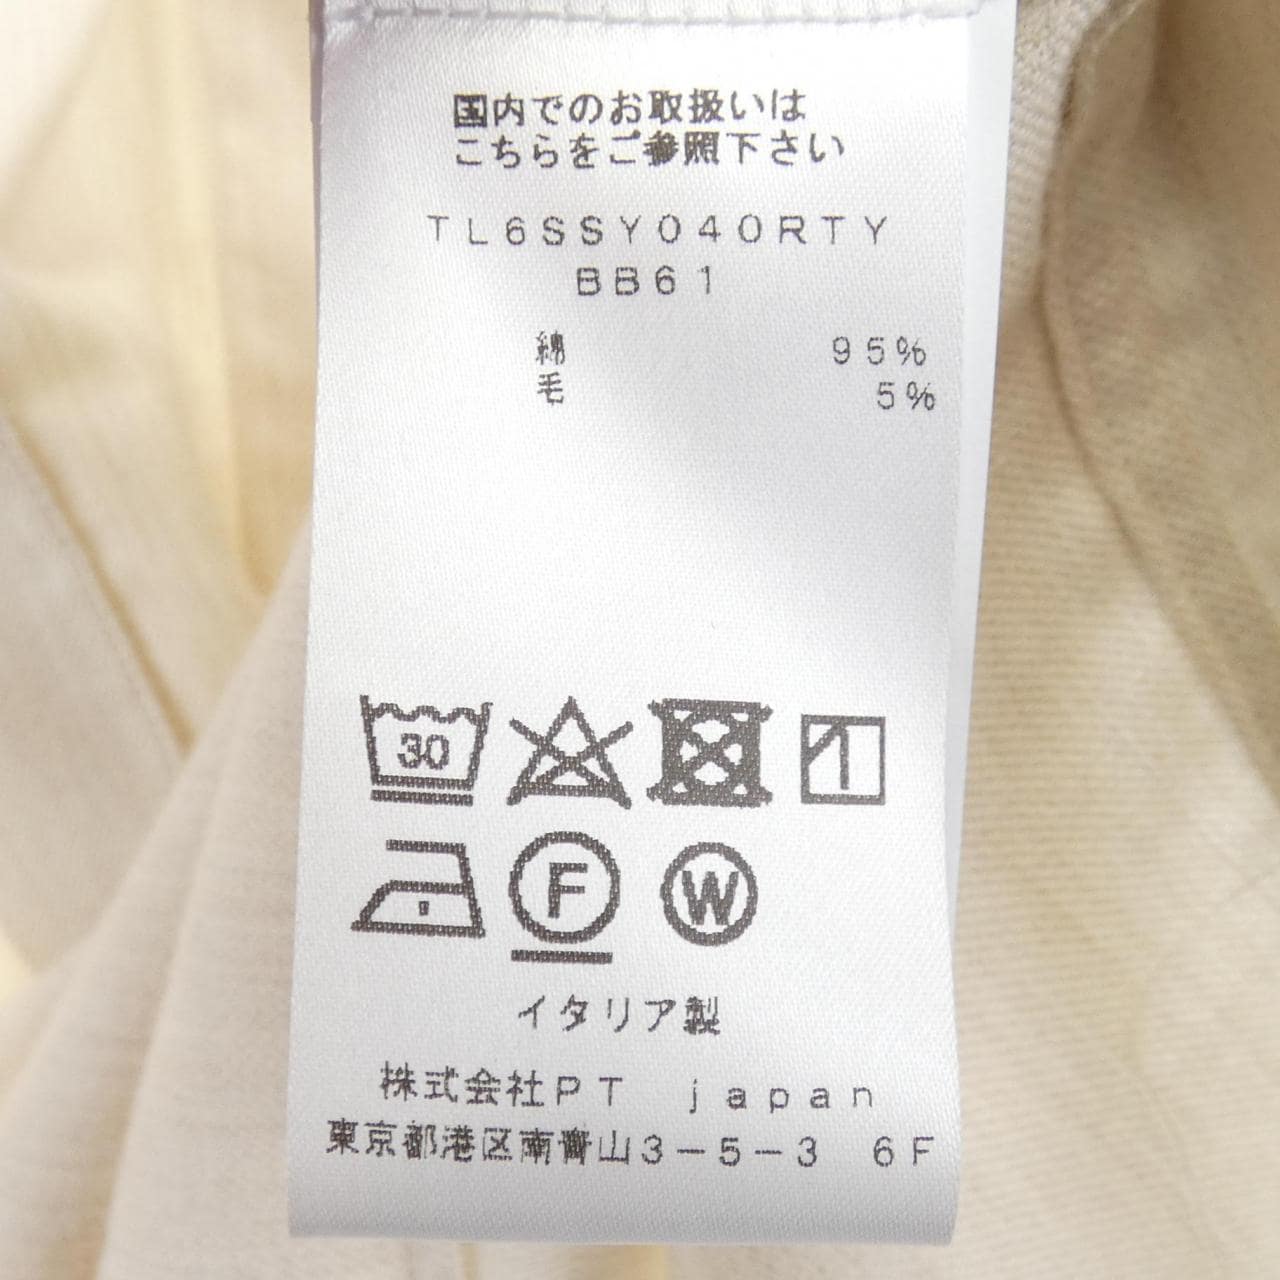 国内でのお取扱いは
こちらをご参照下さい
TL6SSY040RTY
BB61
綿 95%
毛 5%
30
F W
イタリア製
株式会社PT japan
東京都港区南青山3-5-3 6F